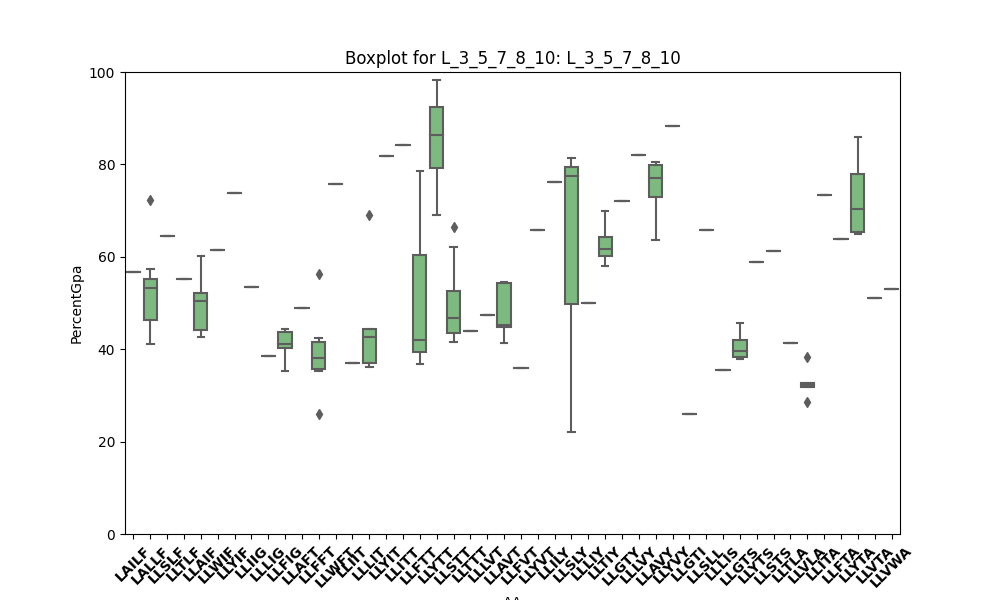 Boxplot for L_3_5_7_8_10: L_3_5_7_8_10
PercentGpa
100
80
60
40
20
0
LAILF LALLF LLSLF LLTLF LLAIF LLWIF LLYIF LLIIG LLLIG LLFIG LLAFT LLFFT LLWFT LLIIT LLLIT LLYIT LLITT LLFTT LLYTT LLSTT LLTTT LLLVT LLAVT LLFVT LLYVT LLILY LLSLY LLLLY LLTIY LLGTY LLLVY LLAVY LLYVY LLGTI LLSLL LLLIS LLGTS LLYTS LLSTS LLTLA LLVLA LLITA LLFTA LLYTA LLVTA LLVWA